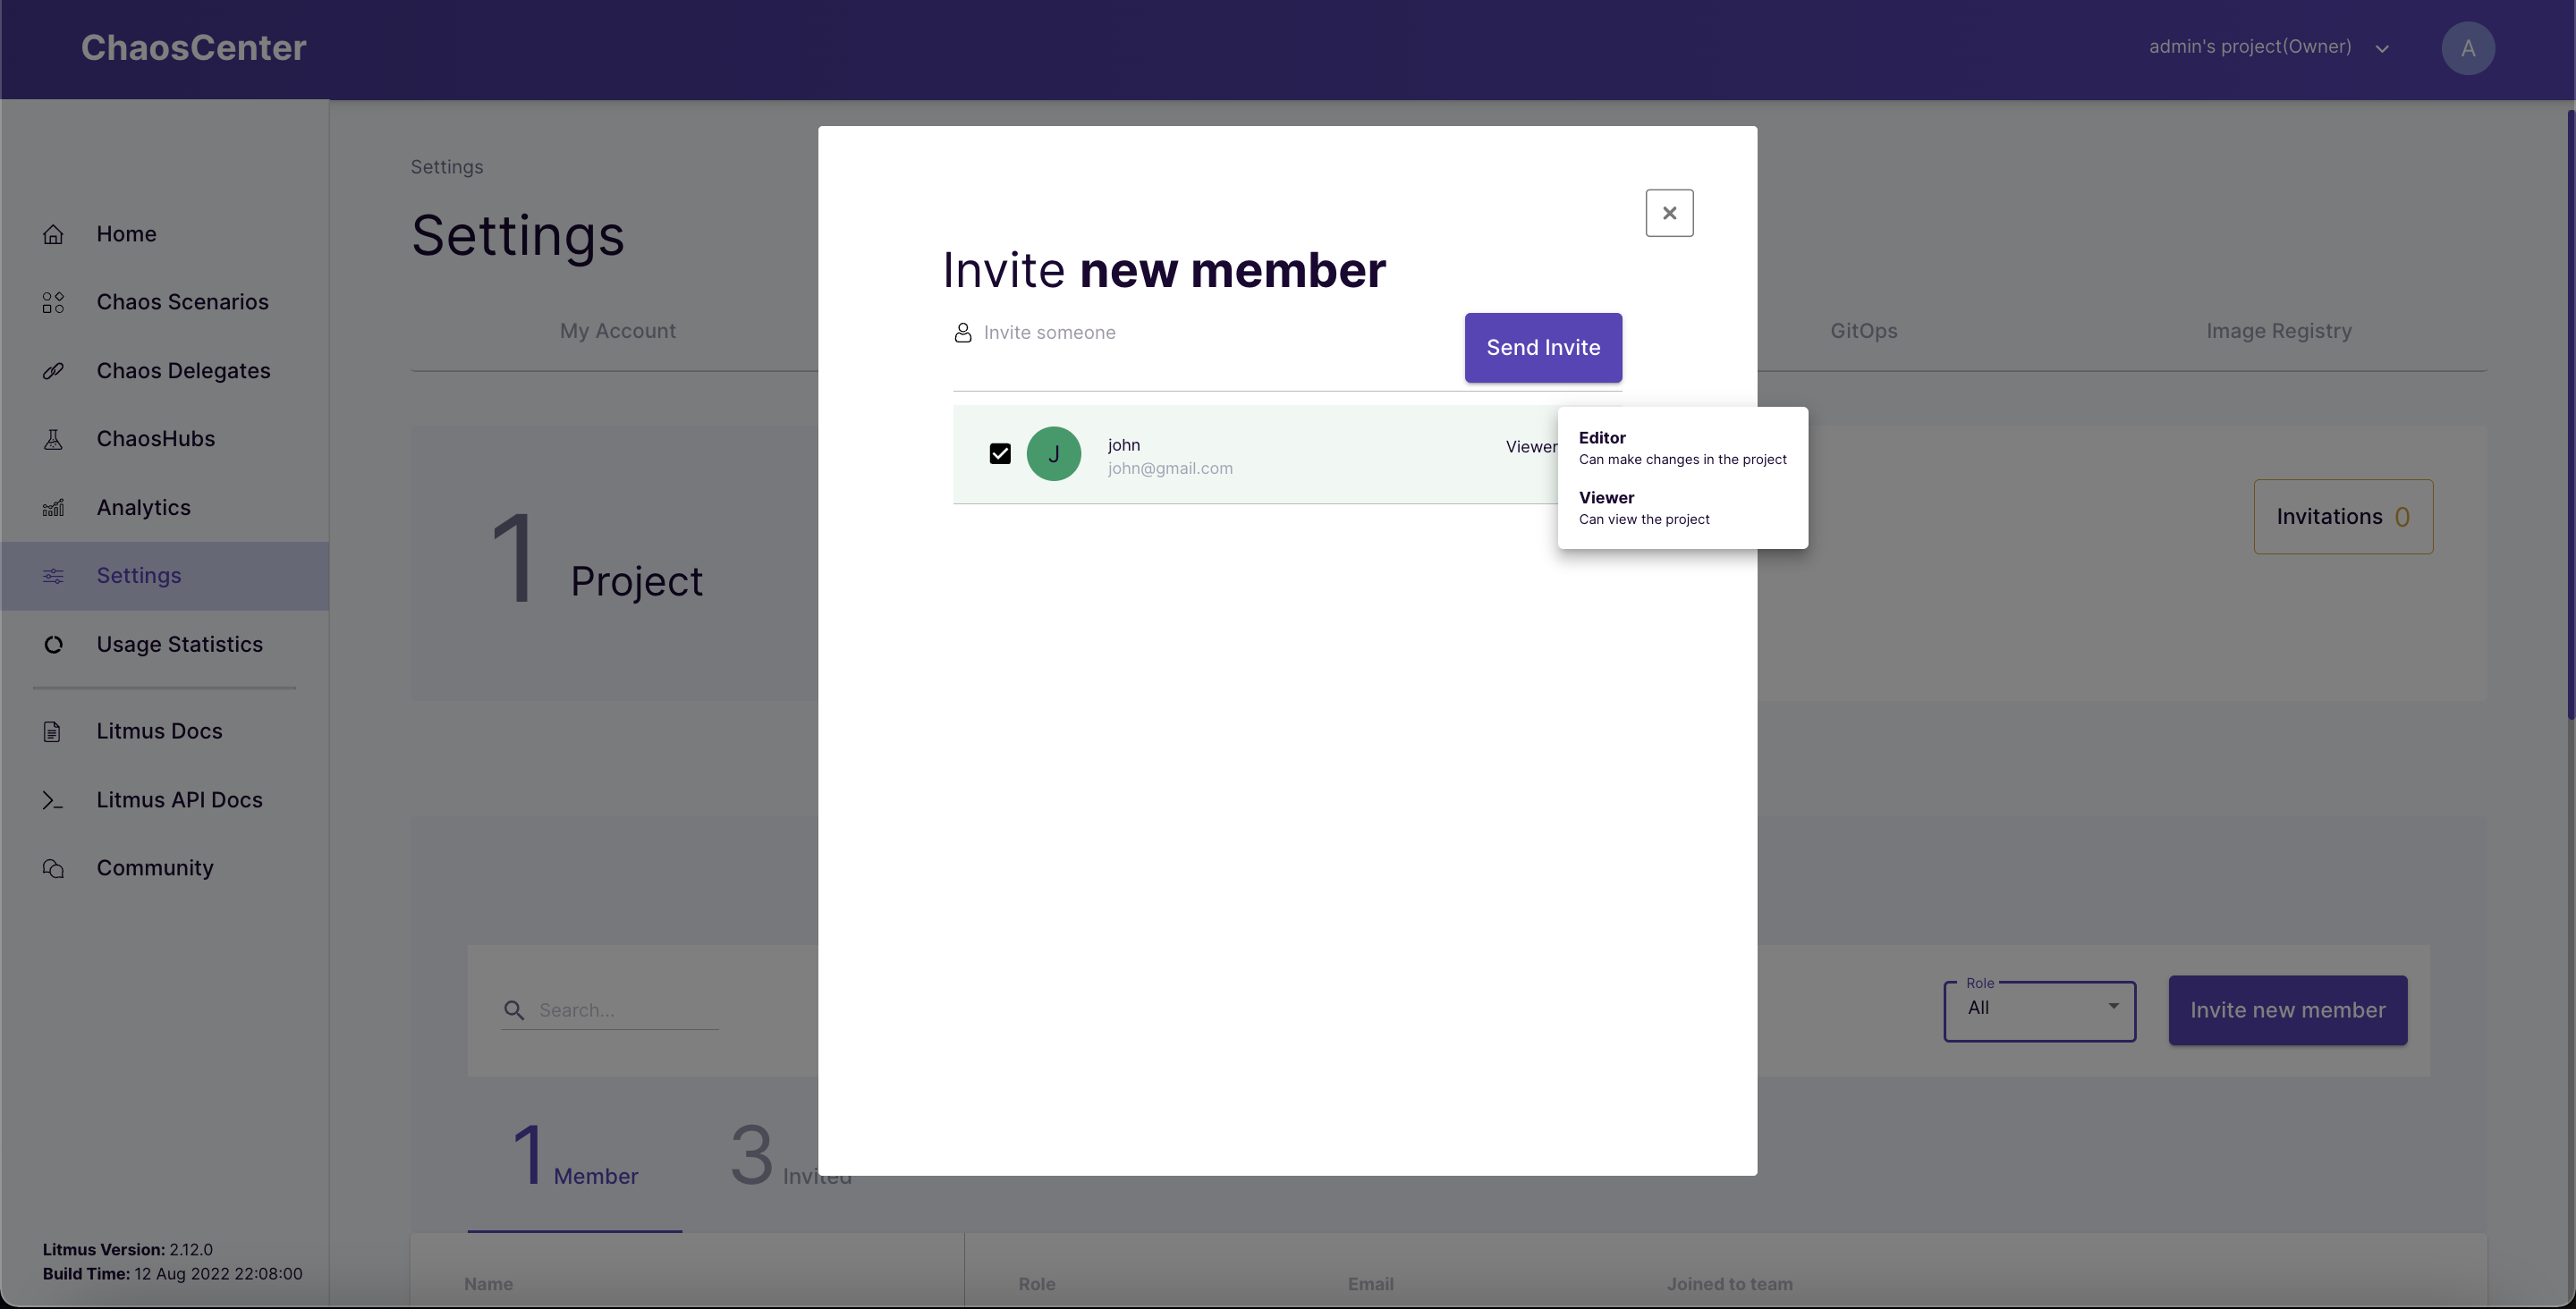 ChaosCenter
admin's project(Owner)
A
Home
Chaos Scenarios
Chaos Delegates
ChaosHubs
Analytics
Settings
Usage Statistics
Litmus Docs
Litmus API Docs
Community
Litmus Version: 2.12.0
Build Time: 12 Aug 2022 22:08:00
Settings
Settings
My Account
GitOps
Image Registry
1 Project
Invitations 0
Invite new member
Invite someone
Send Invite
J
john
john@gmail.com
Viewer
Editor
Can make changes in the project
Viewer
Can view the project
Search...
Role
All
Invite new member
1 Member
3 Invited
Name
Role
Email
Joined to team